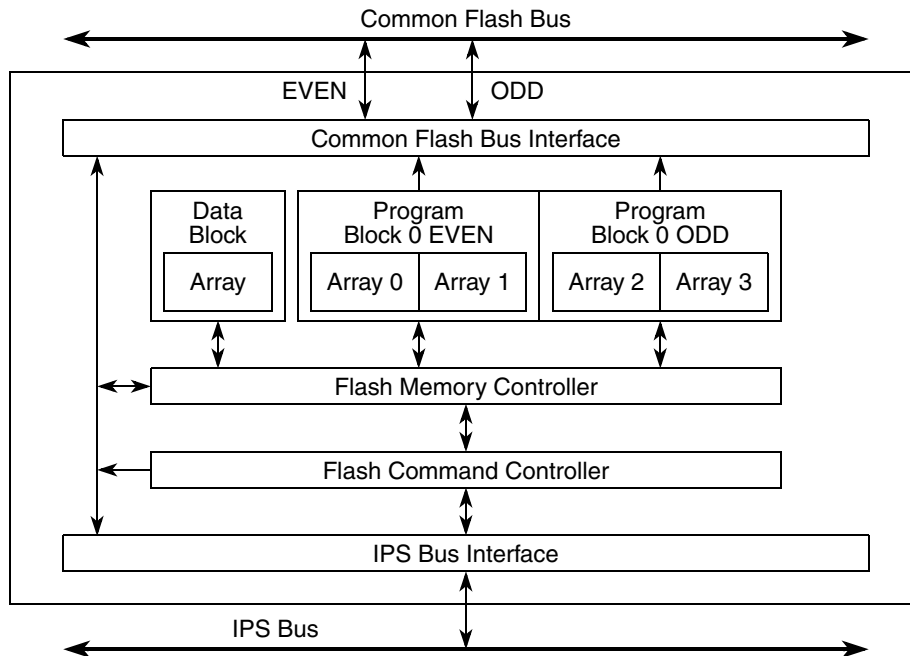 Common Flash Bus
EVEN
ODD
Common Flash Bus Interface
Data
Block
Array
Program
Block 0 EVEN
Array 0
Array 1
Program
Block 0 ODD
Array 2
Array 3
Flash Memory Controller
Flash Command Controller
IPS Bus Interface
IPS Bus